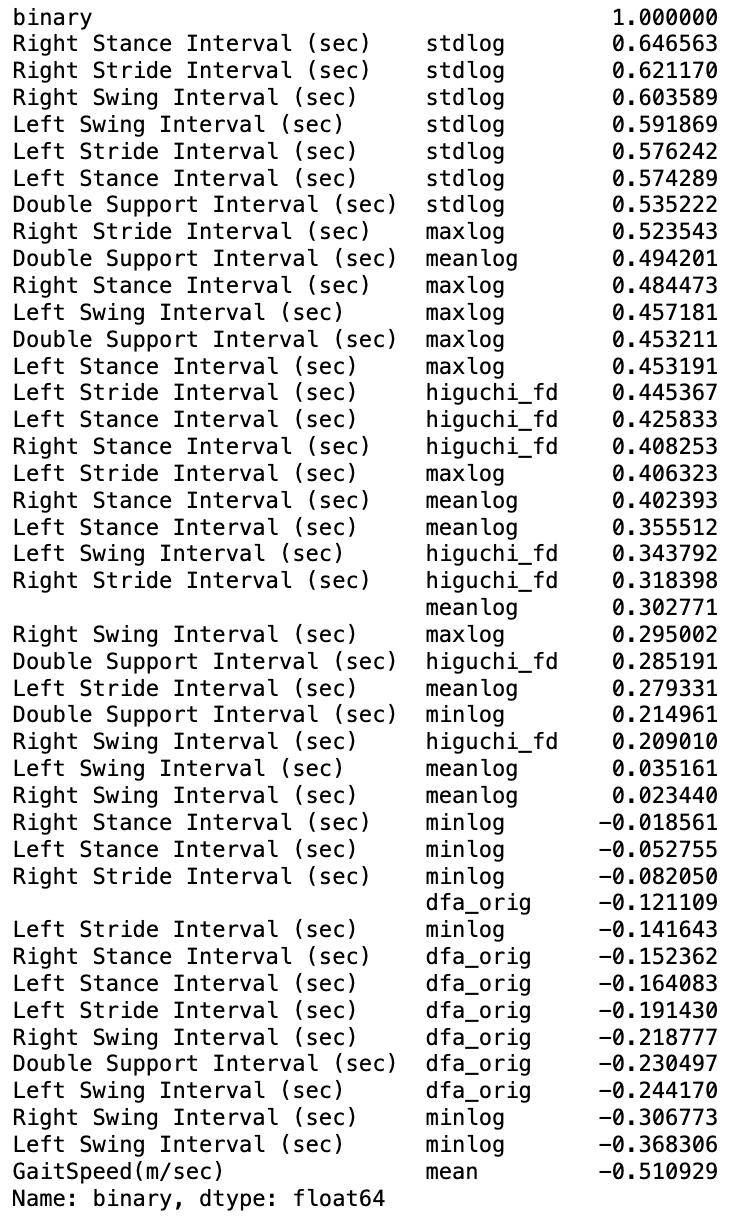 binary 1.000000
Right Stance Interval (sec) stdlog 0.646563
Right Stride Interval (sec) stdlog 0.621170
Right Swing Interval (sec) stdlog 0.603589
Left Swing Interval (sec) stdlog 0.591869
Left Stride Interval (sec) stdlog 0.576242
Left Stance Interval (sec) stdlog 0.574289
Double Support Interval (sec) stdlog 0.535222
Right Stride Interval (sec) maxlog 0.523543
Double Support Interval (sec) meanlog 0.494201
Right Stance Interval (sec) maxlog 0.484473
Left Swing Interval (sec) maxlog 0.457181
Double Support Interval (sec) maxlog 0.453211
Left Stance Interval (sec) maxlog 0.453191
Left Stride Interval (sec) higuchi_fd 0.445367
Left Stance Interval (sec) higuchi_fd 0.425833
Right Stance Interval (sec) higuchi_fd 0.408253
Left Stride Interval (sec) maxlog 0.406323
Right Stance Interval (sec) meanlog 0.402393
Left Stance Interval (sec) meanlog 0.355512
Left Swing Interval (sec) higuchi_fd 0.343792
Right Stride Interval (sec) higuchi_fd 0.318398
meanlog 0.302771
Right Swing Interval (sec) maxlog 0.295002
Double Support Interval (sec) higuchi_fd 0.285191
Left Stride Interval (sec) meanlog 0.279331
Double Support Interval (sec) minlog 0.214961
Right Swing Interval (sec) higuchi_fd 0.209010
Left Swing Interval (sec) meanlog 0.035161
Right Swing Interval (sec) meanlog 0.023440
Right Stance Interval (sec) minlog -0.018561
Left Stance Interval (sec) minlog -0.052755
Right Stride Interval (sec) minlog -0.082050
dfa_orig -0.121109
Left Stride Interval (sec) minlog -0.141643
Right Stance Interval (sec) dfa_orig -0.152362
Left Stance Interval (sec) dfa_orig -0.164083
Left Stride Interval (sec) dfa_orig -0.191430
Right Swing Interval (sec) dfa_orig -0.218777
Double Support Interval (sec) dfa_orig -0.230497
Left Swing Interval (sec) dfa_orig -0.244170
Right Swing Interval (sec) minlog -0.306773
Left Swing Interval (sec) minlog -0.368306
GaitSpeed(m/sec) mean -0.510929
Name: binary, dtype: float64